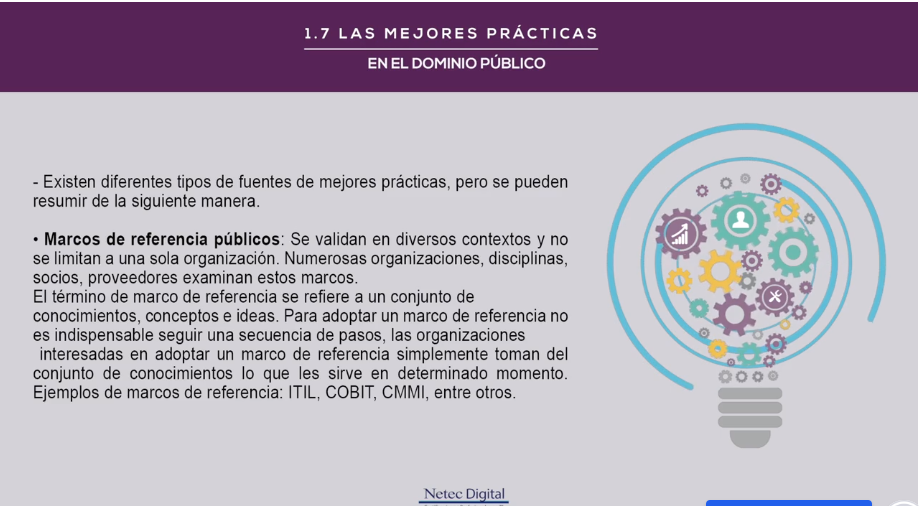 1.7 LAS MEJORES PRÁCTICAS
EN EL DOMINIO PÚBLICO
- Existen diferentes tipos de fuentes de mejores prácticas, pero se pueden
resumir de la siguiente manera.
• Marcos de referencia públicos: Se validan en diversos contextos y no
se limitan a una sola organización. Numerosas organizaciones, disciplinas,
socios, proveedores examinan estos marcos.
El término de marco de referencia se refiere a un conjunto de
conocimientos, conceptos e ideas. Para adoptar un marco de referencia no
es indispensable seguir una secuencia de pasos, las organizaciones
interesadas en adoptar un marco de referencia simplemente toman del
conjunto de conocimientos lo que les sirve en determinado momento.
Ejemplos de marcos de referencia: ITIL, COBIT, CMMI, entre otros.
Netec Digital